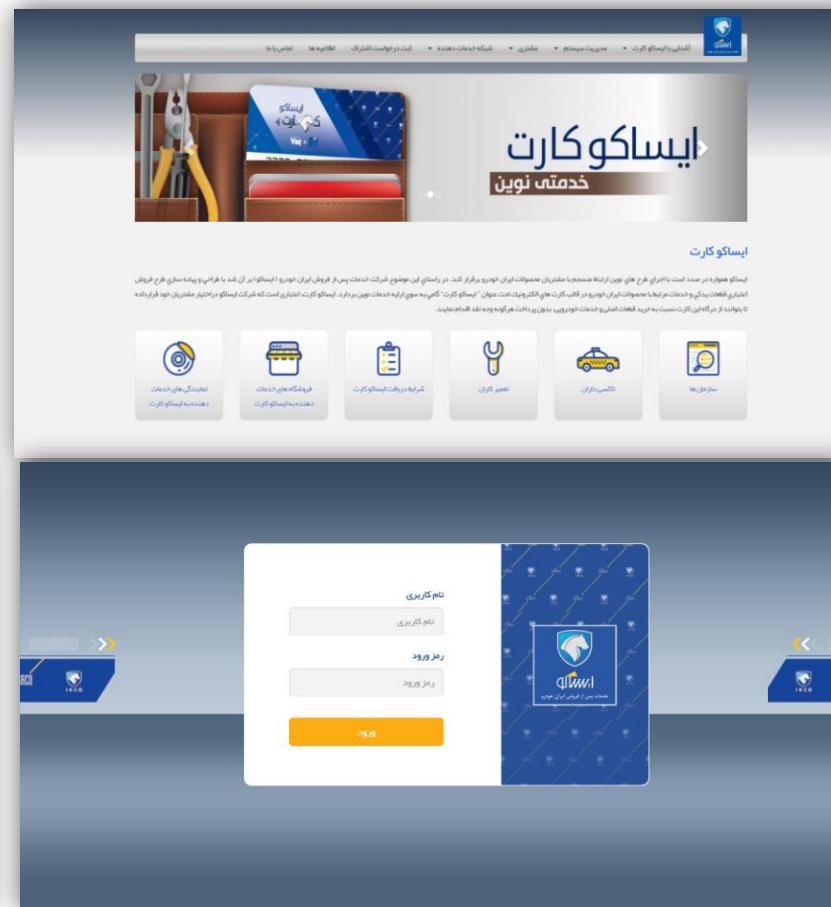 آشنایی با ایساکو کارت مدیریت سیستم مشتری شبکه خدمات دهنده ثبت درخواست اشتراک اطلاعیه ها تماس با ما
ایساکو
ایساکو
کارت
ایساکو کارت
خدمتی نوین
ایساکو کارت
ایساکو همواره در صدد است با اجرای طرح های نوین ارتباط منسجم با مشتریان محصولات ایران خودرو برقرار کند. در راستای این موضوع شرکت خدمات پس از فروش ایران خودرو (ایساکو) بر آن شد با طراحی و پیاده سازی طرح فروش
اعتباری قطعات یدکی و خدمات مرتبط با محصولات ایران خودرو در قالب کارت های الکترونیک تحت عنوان "ایساکو کارت" گامی به سوی ارایه خدمات نوین بردارد. ایساکو کارت، اعتباری است که شرکت ایساکو در اختیار مشتریان خود قرار داده
تا بتوانند از درگاه این کارت نسبت به خرید قطعات اصلی و خدمات خودرویی، بدون پرداخت هرگونه وجه نقد اقدام نمایند.
سازمان ها
تاکسی داران
تعمیر کاران
شرایط دریافت ایساکو کارت
فروشگاه های خدمات
دهنده به ایساکو کارت
نمایندگی های خدمات
دهنده به ایساکو کارت
نام کاربری
نام کاربری
رمز ورود
رمز ورود
ورود
ایساکو
خدمات پس از فروش ایران خودرو
IKCO
IKCO